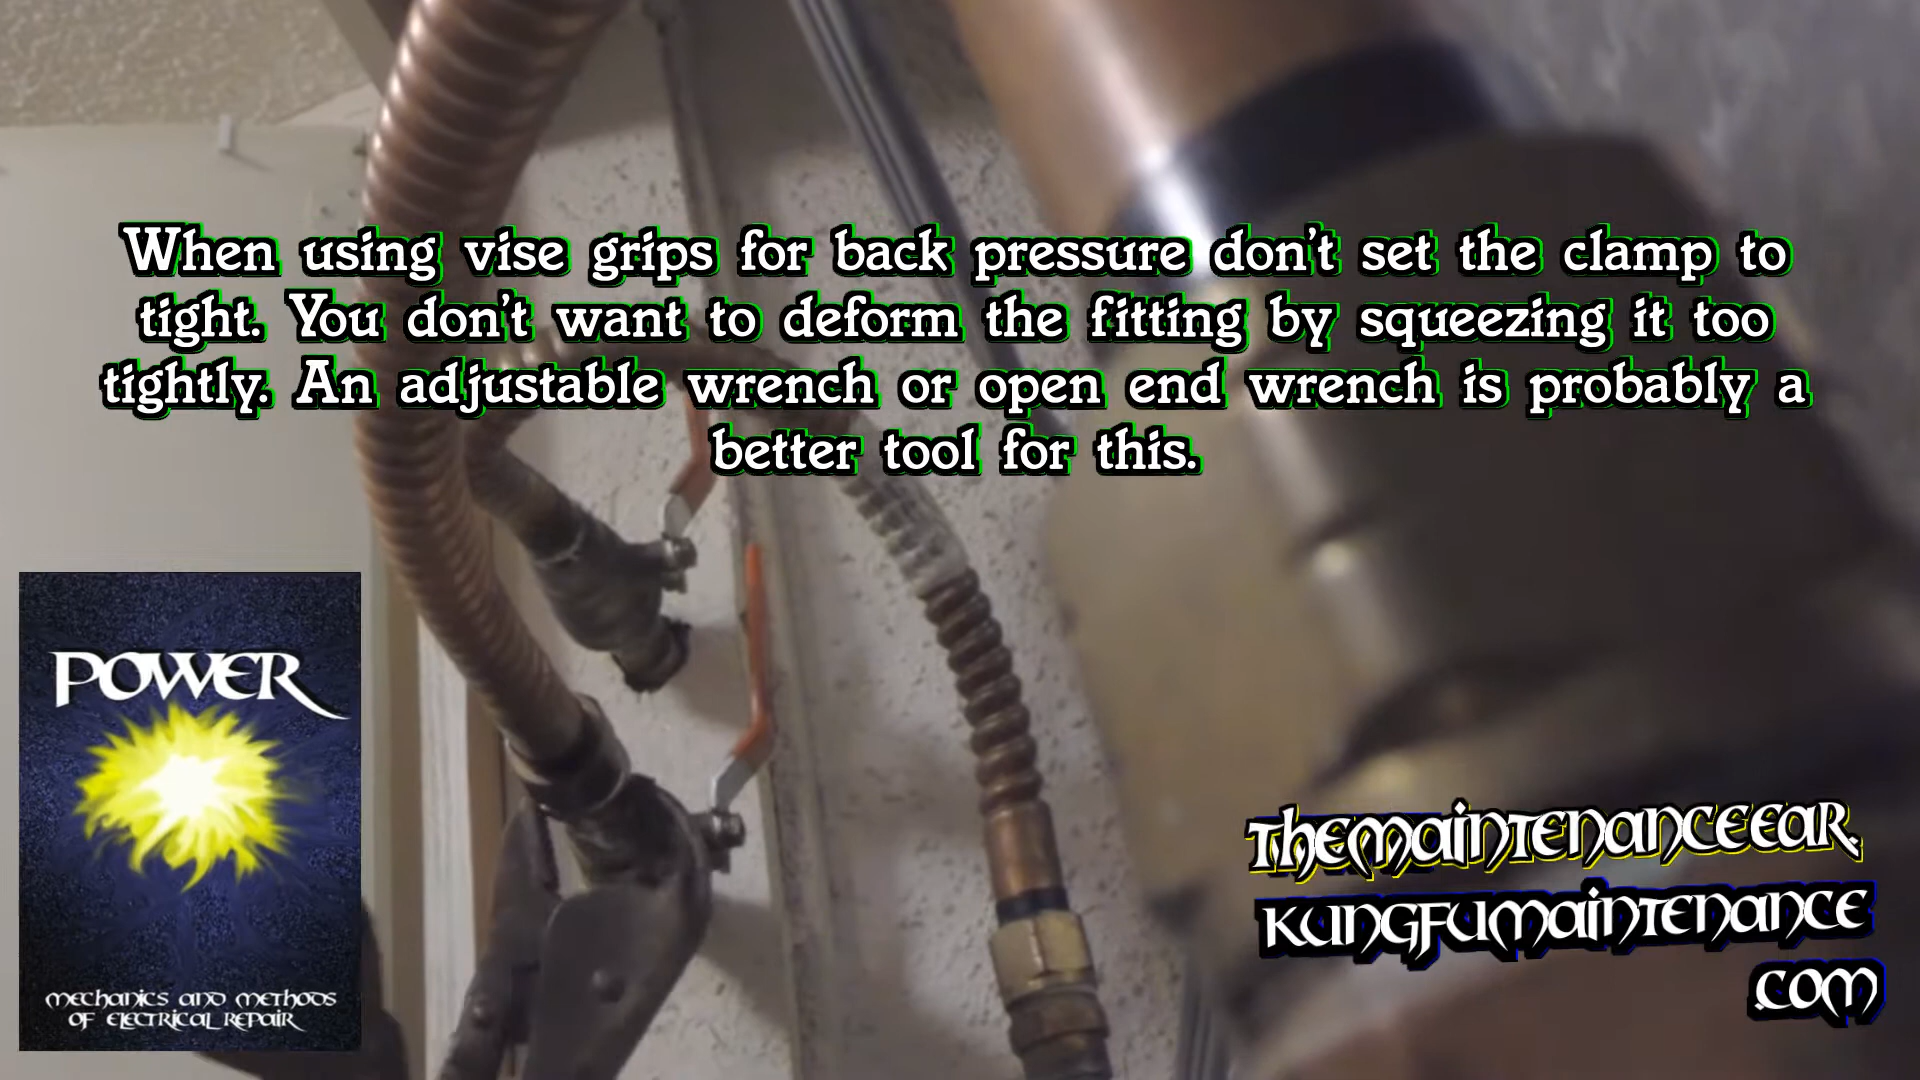 When using vise grips for back pressure don't set the clamp to
tight. You don't want to deform the fitting by squeezing it too
tightly. An adjustable wrench or open end wrench is probably a
better tool for this.
POWER
mechanics and methods
of electrical repair
themaintenanceear.
kungfumaintenance
.com